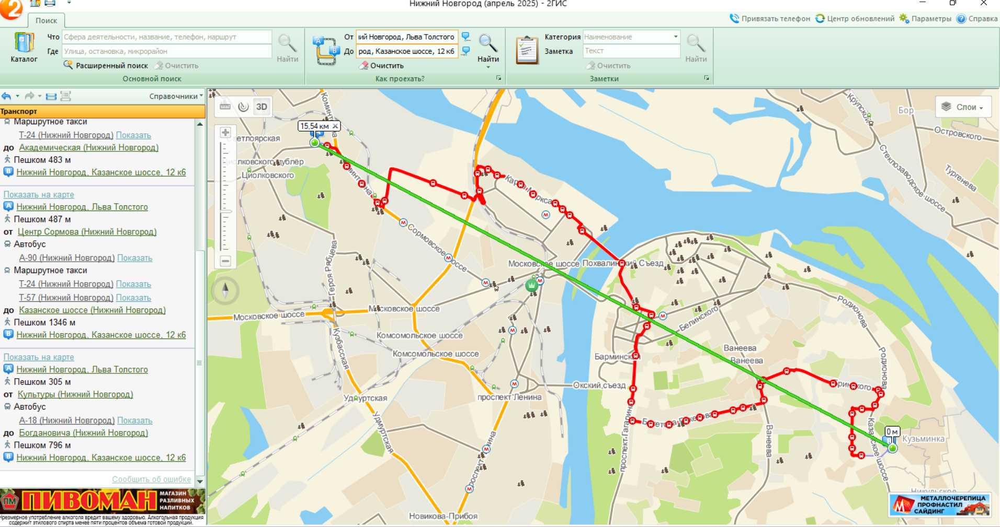 Нижний Новгород (апрель 2025) - 2ГИС
2
Поиск
Привязать телефон
Центр обновлений
Параметры
Справка
Каталог
Что
Сфера деятельности, название, телефон, маршрут
Где
Улица, остановка, микрорайон
Расширенный поиск
Очистить
Найти
Основной поиск
От
ий Новгород, Льва Толстого
До
род, Казанское шоссе, 12 к6
Очистить
Найти
Как проехать?
Категория
Наименование
Заметка
Текст
Очистить
Найти
Заметки
Справочники
Транспорт
Маршрутное такси
Т-24 (Нижний Новгород) Показать
до Академическая (Нижний Новгород)
Пешком 483 м
B Нижний Новгород, Казанское шоссе, 12 к6
Показать на карте
A Нижний Новгород, Льва Толстого
Пешком 487 м
от Центр Сормова (Нижний Новгород)
Автобус
А-90 (Нижний Новгород) Показать
Маршрутное такси
Т-24 (Нижний Новгород) Показать
Т-57 (Нижний Новгород) Показать
до Казанское шоссе (Нижний Новгород)
Пешком 1346 м
B Нижний Новгород, Казанское шоссе, 12 к6
Показать на карте
A Нижний Новгород, Льва Толстого
Пешком 305 м
от Культуры (Нижний Новгород)
Автобус
А-18 (Нижний Новгород) Показать
до Богдановича (Нижний Новгород)
Пешком 796 м
B Нижний Новгород, Казанское шоссе, 12 к6
Сообщить об ошибке
ПМ
ПИВОМАН
МАГАЗИН
РАЗЛИВНЫХ
НАПИТКОВ
Чрезмерное употребление алкоголя вредит вашему здоровью. Алкогольная продукция
содержит этилового спирта менее пяти процентов объема готовой продукции.
3D
Слои
15,54 км
Циолковского
Сормовское шоссе
Героя Рябцева
Московское шоссе
Московское шоссе
Московское шоссе
Похвалинский Съезд
Карла Маркса
Комсомольское шоссе
Комсомольское шоссе
Кузбасская
Удмуртская
Удмуртская
проспект Ленина
Окский съезд
Барминская
Белинского
Ванеева
Ванеева
Ванеева
Родионова
Родионова
проспект Гагарина
Казанское шоссе
Кузьминка
0 м
Новикова-Прибоя
Крупской
Бор
Островского
Стеклозаводское шоссе
Тургенева
Никульское
МЕТАЛЛОЧЕРЕПИЦА
ПРОФНАСТИЛ
САЙДИНГ